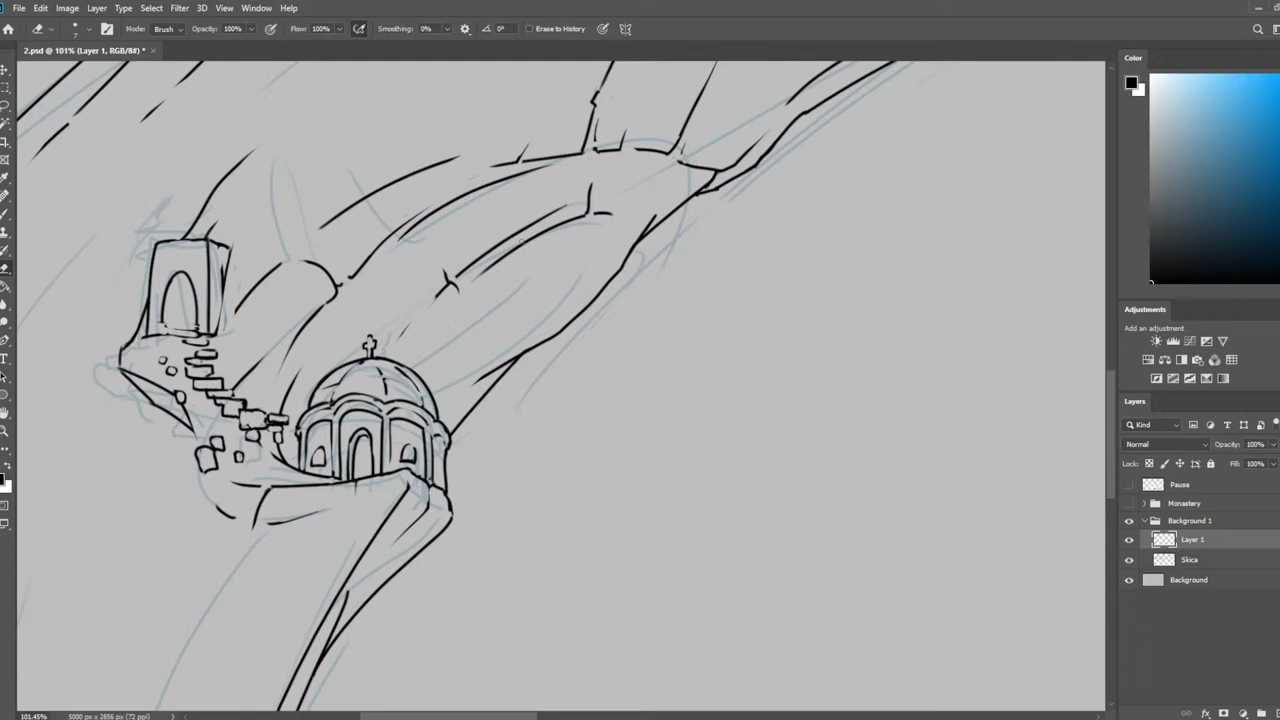 File Edit Image Layer Type Select Filter 3D View Window Help
Mode: Brush Opacity: 100% Flow: 100% Smoothing: 0% 0° Erase to History
7
2.psd @ 101% (Layer 1, RGB/8#) * ×
Color
Adjustments
Add an adjustment
Layers
Kind
Normal Opacity: 100%
Lock: Fill: 100%
Pause
Monastery
Background 1
Layer 1
Skica
Background
101.45% 5000 px x 2856 px (72 ppi)